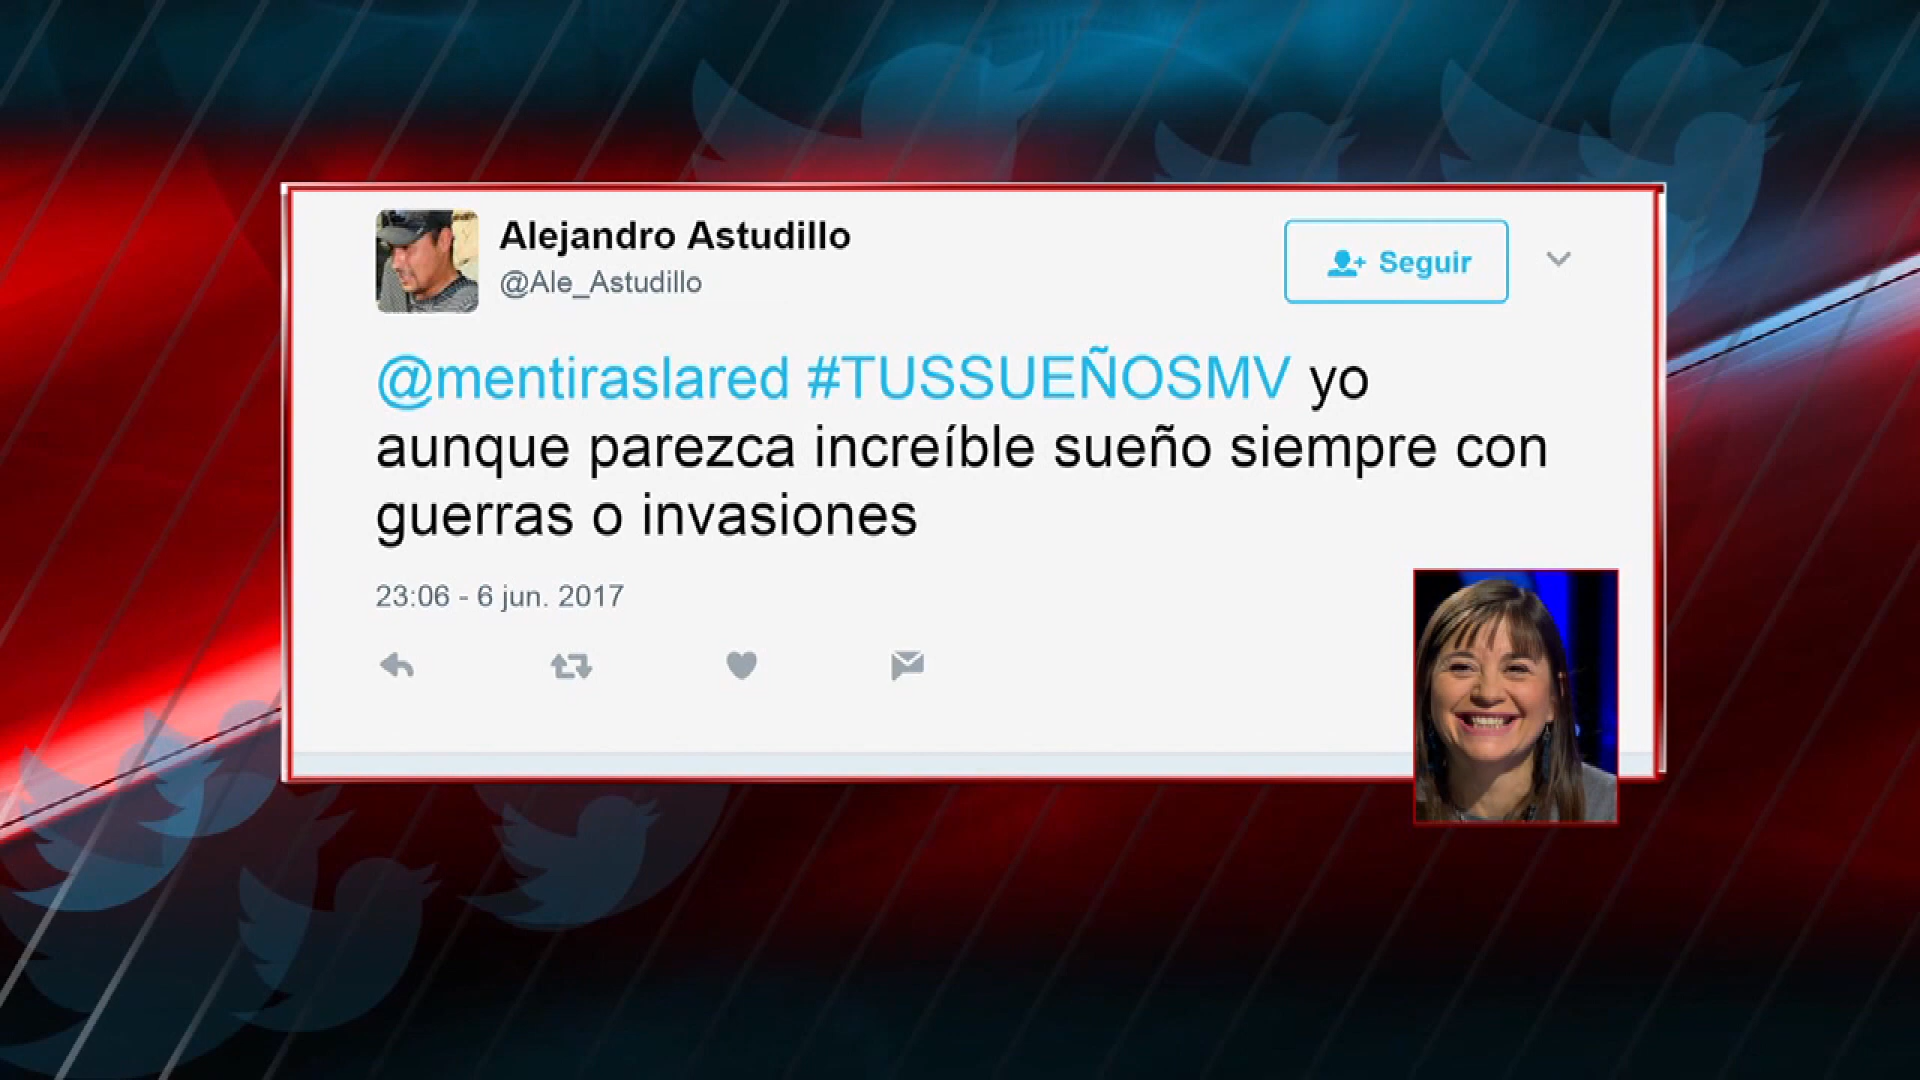 Alejandro Astudillo
@Ale_Astudillo
Seguir
@mentiraslared #TUSSUEÑOSMV yo
aunque parezca increíble sueño siempre con
guerras o invasiones
23:06 - 6 jun. 2017